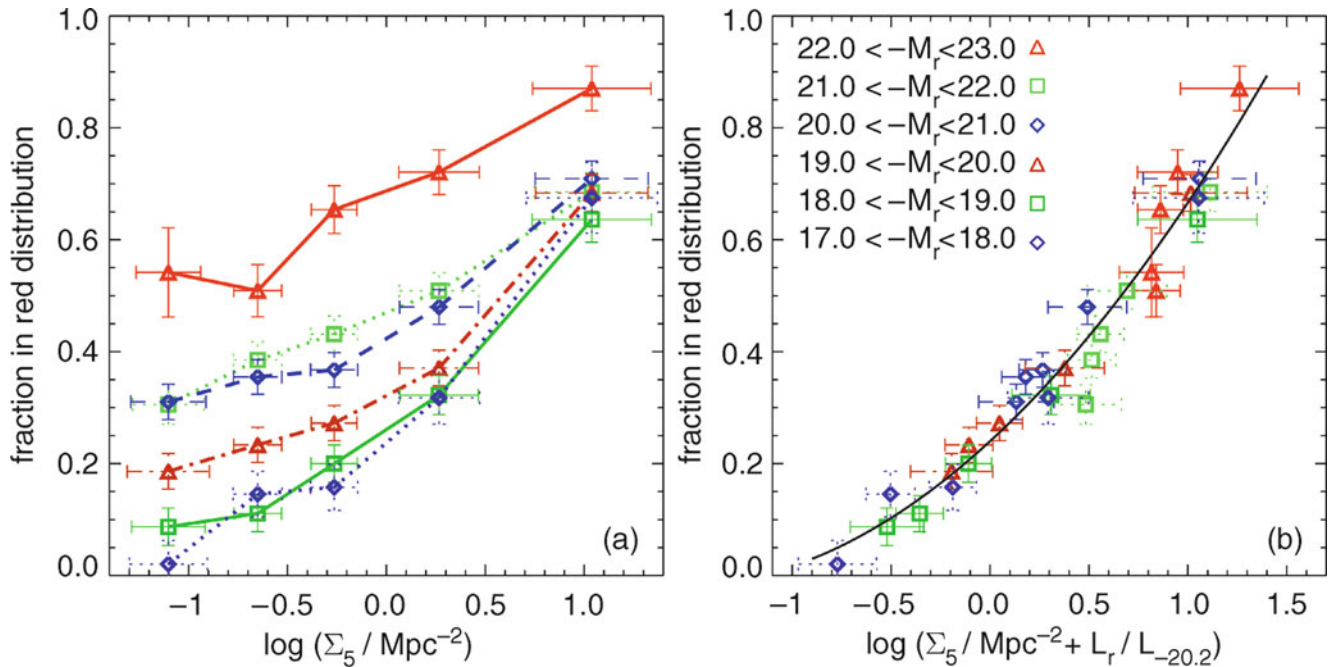 fraction in red distribution
1.0
0.8
0.6
0.4
0.2
0.0
−1 −0.5 0.0 0.5 1.0
log (Σ₅ / Mpc⁻²)
(a)
fraction in red distribution
1.0
0.8
0.6
0.4
0.2
0.0
22.0 <−Mᵣ<23.0
21.0 <−Mᵣ<22.0
20.0 <−Mᵣ<21.0
19.0 <−Mᵣ<20.0
18.0 <−Mᵣ<19.0
17.0 <−Mᵣ<18.0
(b)
−1 −0.5 0.0 0.5 1.0 1.5
log (Σ₅ / Mpc⁻² + Lᵣ / L₋₂₀.₂)